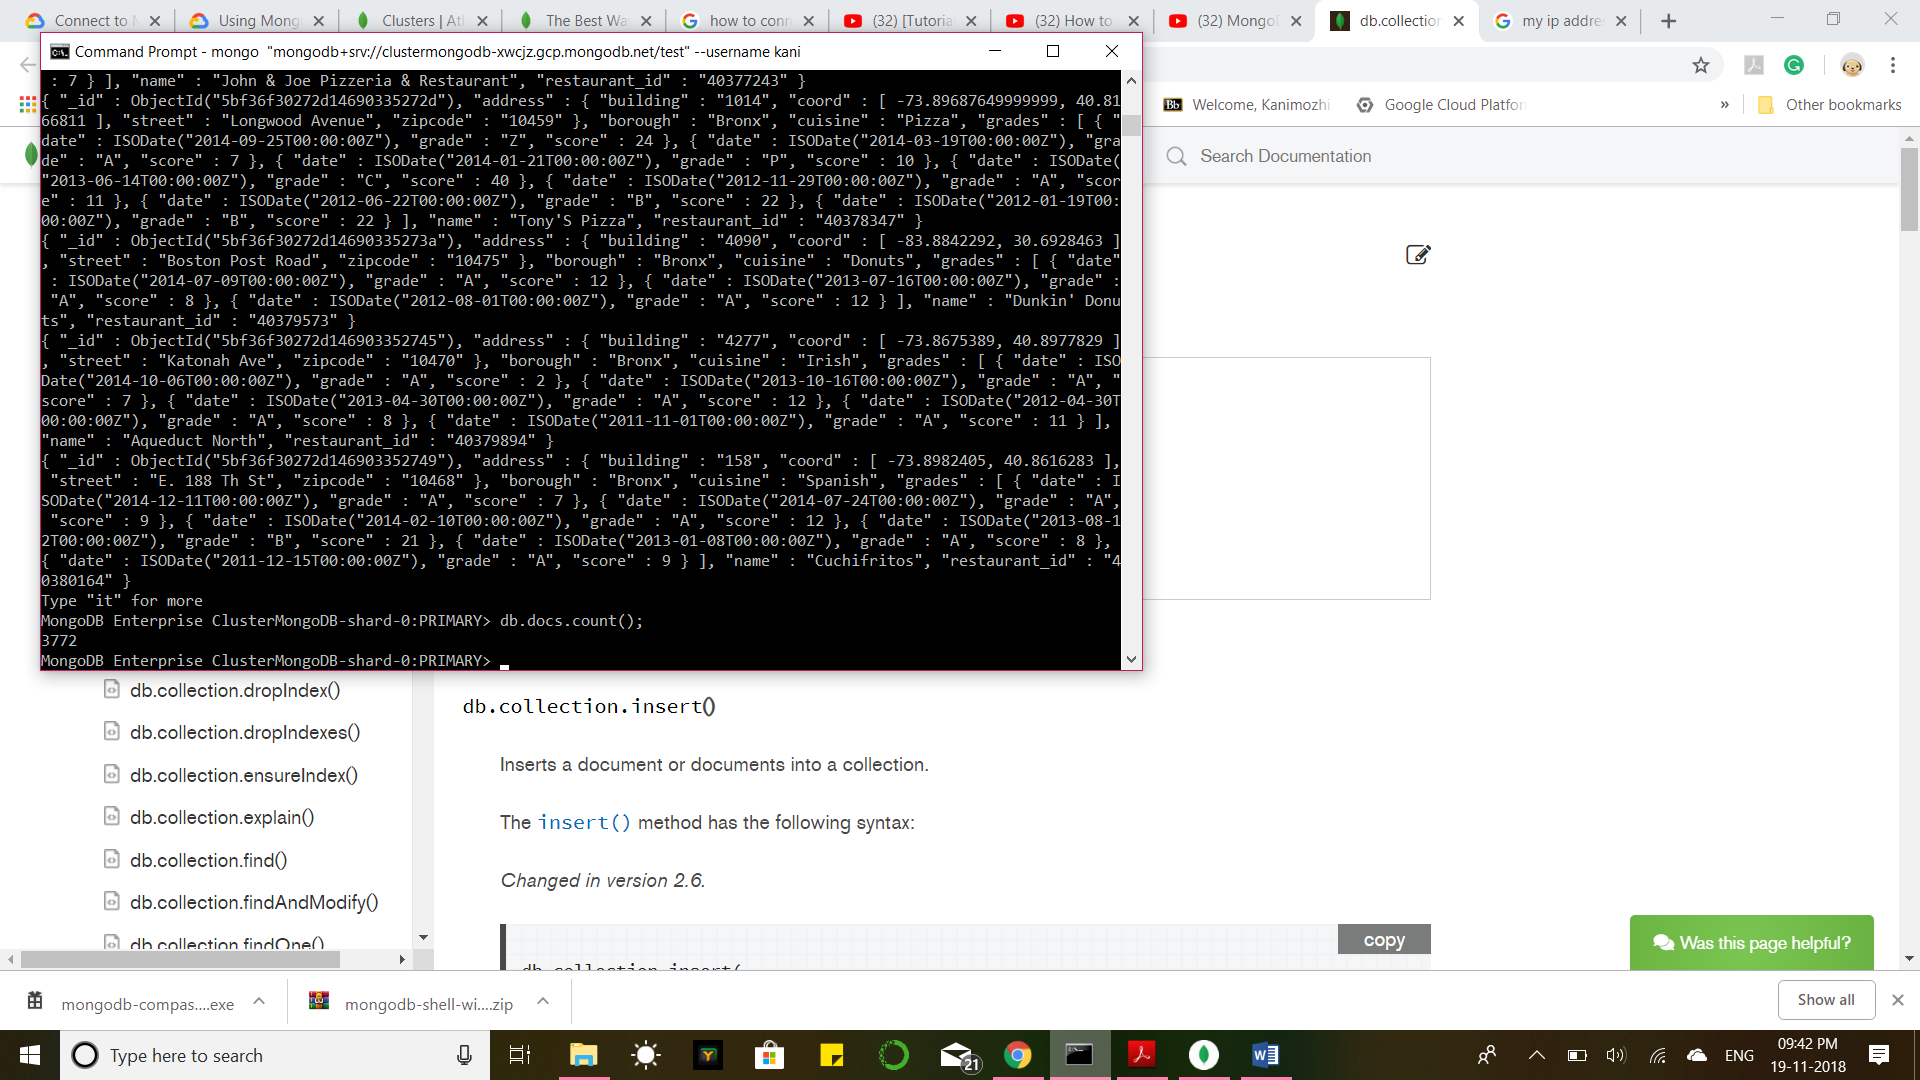 Connect to
Using Mong
Clusters | Atl
The Best Wa
how to conn
(32) [Tutoria
(32) How to
(32) MongoD
db.collection
my ip addre
Command Prompt - mongo "mongodb+srv://clustermongodb-xwcjz.gcp.mongodb.net/test" --username kani
: 7 } ], "name" : "John & Joe Pizzeria & Restaurant", "restaurant_id" : "40377243" }
{ "_id" : ObjectId("5bf36f30272d14690335272d"), "address" : { "building" : "1014", "coord" : [ -73.89687649999999, 40.81
66811 ], "street" : "Longwood Avenue", "zipcode" : "10459" }, "borough" : "Bronx", "cuisine" : "Pizza", "grades" : [ { "
date" : ISODate("2014-09-25T00:00:00Z"), "grade" : "Z", "score" : 24 }, { "date" : ISODate("2014-03-19T00:00:00Z"), "gra
de" : "A", "score" : 7 }, { "date" : ISODate("2014-01-21T00:00:00Z"), "grade" : "P", "score" : 10 }, { "date" : ISODate(
"2013-06-14T00:00:00Z"), "grade" : "C", "score" : 40 }, { "date" : ISODate("2012-11-29T00:00:00Z"), "grade" : "A", "scor
e" : 11 }, { "date" : ISODate("2012-06-22T00:00:00Z"), "grade" : "B", "score" : 22 }, { "date" : ISODate("2012-01-19T00:
00:00Z"), "grade" : "B", "score" : 22 } ], "name" : "Tony'S Pizza", "restaurant_id" : "40378347" }
{ "_id" : ObjectId("5bf36f30272d14690335273a"), "address" : { "building" : "4090", "coord" : [ -83.8842292, 30.6928463 ]
, "street" : "Boston Post Road", "zipcode" : "10475" }, "borough" : "Bronx", "cuisine" : "Donuts", "grades" : [ { "date"
: ISODate("2014-07-09T00:00:00Z"), "grade" : "A", "score" : 12 }, { "date" : ISODate("2013-07-16T00:00:00Z"), "grade" :
"A", "score" : 8 }, { "date" : ISODate("2012-08-01T00:00:00Z"), "grade" : "A", "score" : 12 } ], "name" : "Dunkin' Donu
ts", "restaurant_id" : "40379573" }
{ "_id" : ObjectId("5bf36f30272d146903352745"), "address" : { "building" : "4277", "coord" : [ -73.8675389, 40.8977829 ]
, "street" : "Katonah Ave", "zipcode" : "10470" }, "borough" : "Bronx", "cuisine" : "Irish", "grades" : [ { "date" : ISO
Date("2014-10-06T00:00:00Z"), "grade" : "A", "score" : 2 }, { "date" : ISODate("2013-10-16T00:00:00Z"), "grade" : "A", "
score" : 7 }, { "date" : ISODate("2013-04-30T00:00:00Z"), "grade" : "A", "score" : 12 }, { "date" : ISODate("2012-04-30T
00:00:00Z"), "grade" : "A", "score" : 8 }, { "date" : ISODate("2011-11-01T00:00:00Z"), "grade" : "A", "score" : 11 } ],
"name" : "Aqueduct North", "restaurant_id" : "40379894" }
{ "_id" : ObjectId("5bf36f30272d146903352749"), "address" : { "building" : "158", "coord" : [ -73.8982405, 40.8616283 ],
"street" : "E. 188 Th St", "zipcode" : "10468" }, "borough" : "Bronx", "cuisine" : "Spanish", "grades" : [ { "date" : I
SODate("2014-12-11T00:00:00Z"), "grade" : "A", "score" : 7 }, { "date" : ISODate("2014-07-24T00:00:00Z"), "grade" : "A",
"score" : 9 }, { "date" : ISODate("2014-02-10T00:00:00Z"), "grade" : "A", "score" : 12 }, { "date" : ISODate("2013-08-1
2T00:00:00Z"), "grade" : "B", "score" : 21 }, { "date" : ISODate("2013-01-08T00:00:00Z"), "grade" : "A", "score" : 8 },
{ "date" : ISODate("2011-12-15T00:00:00Z"), "grade" : "A", "score" : 9 } ], "name" : "Cuchifritos", "restaurant_id" : "4
0380164" }
Type "it" for more
MongoDB Enterprise ClusterMongoDB-shard-0:PRIMARY> db.docs.count();
3772
MongoDB Enterprise ClusterMongoDB-shard-0:PRIMARY>
Bb Welcome, Kanimozhi
Google Cloud Platfor
» Other bookmarks
Search Documentation
db.collection.dropIndex()
db.collection.dropIndexes()
db.collection.ensureIndex()
db.collection.explain()
db.collection.find()
db.collection.findAndModify()
db.collection.findOne()
db.collection.insert()
Inserts a document or documents into a collection.
The insert() method has the following syntax:
Changed in version 2.6.
copy
db.collection.insert(
Was this page helpful?
mongodb-compas....exe
mongodb-shell-wi....zip
Show all
Type here to search
21
ENG
09:42 PM
19-11-2018